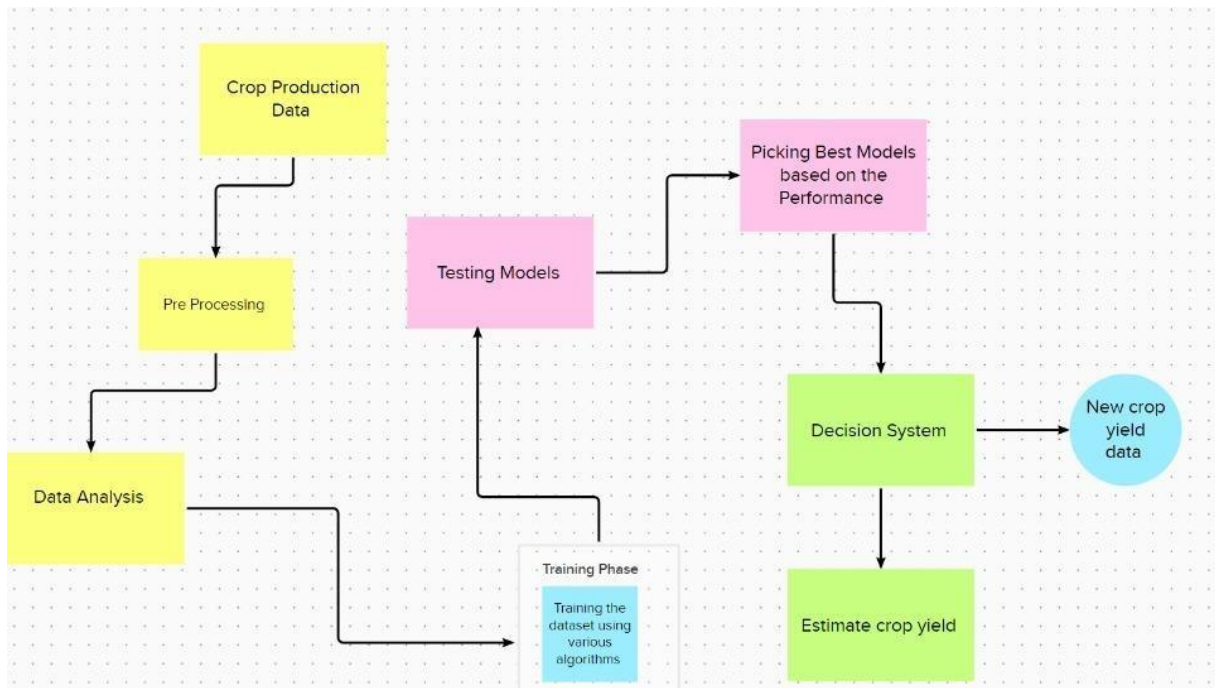 Crop Production
Data
Pre Processing
Data Analysis
Training Phase
Training the
dataset using
various
algorithms
Testing Models
Picking Best Models
based on the
Performance
Decision System
New crop
yield
data
Estimate crop yield